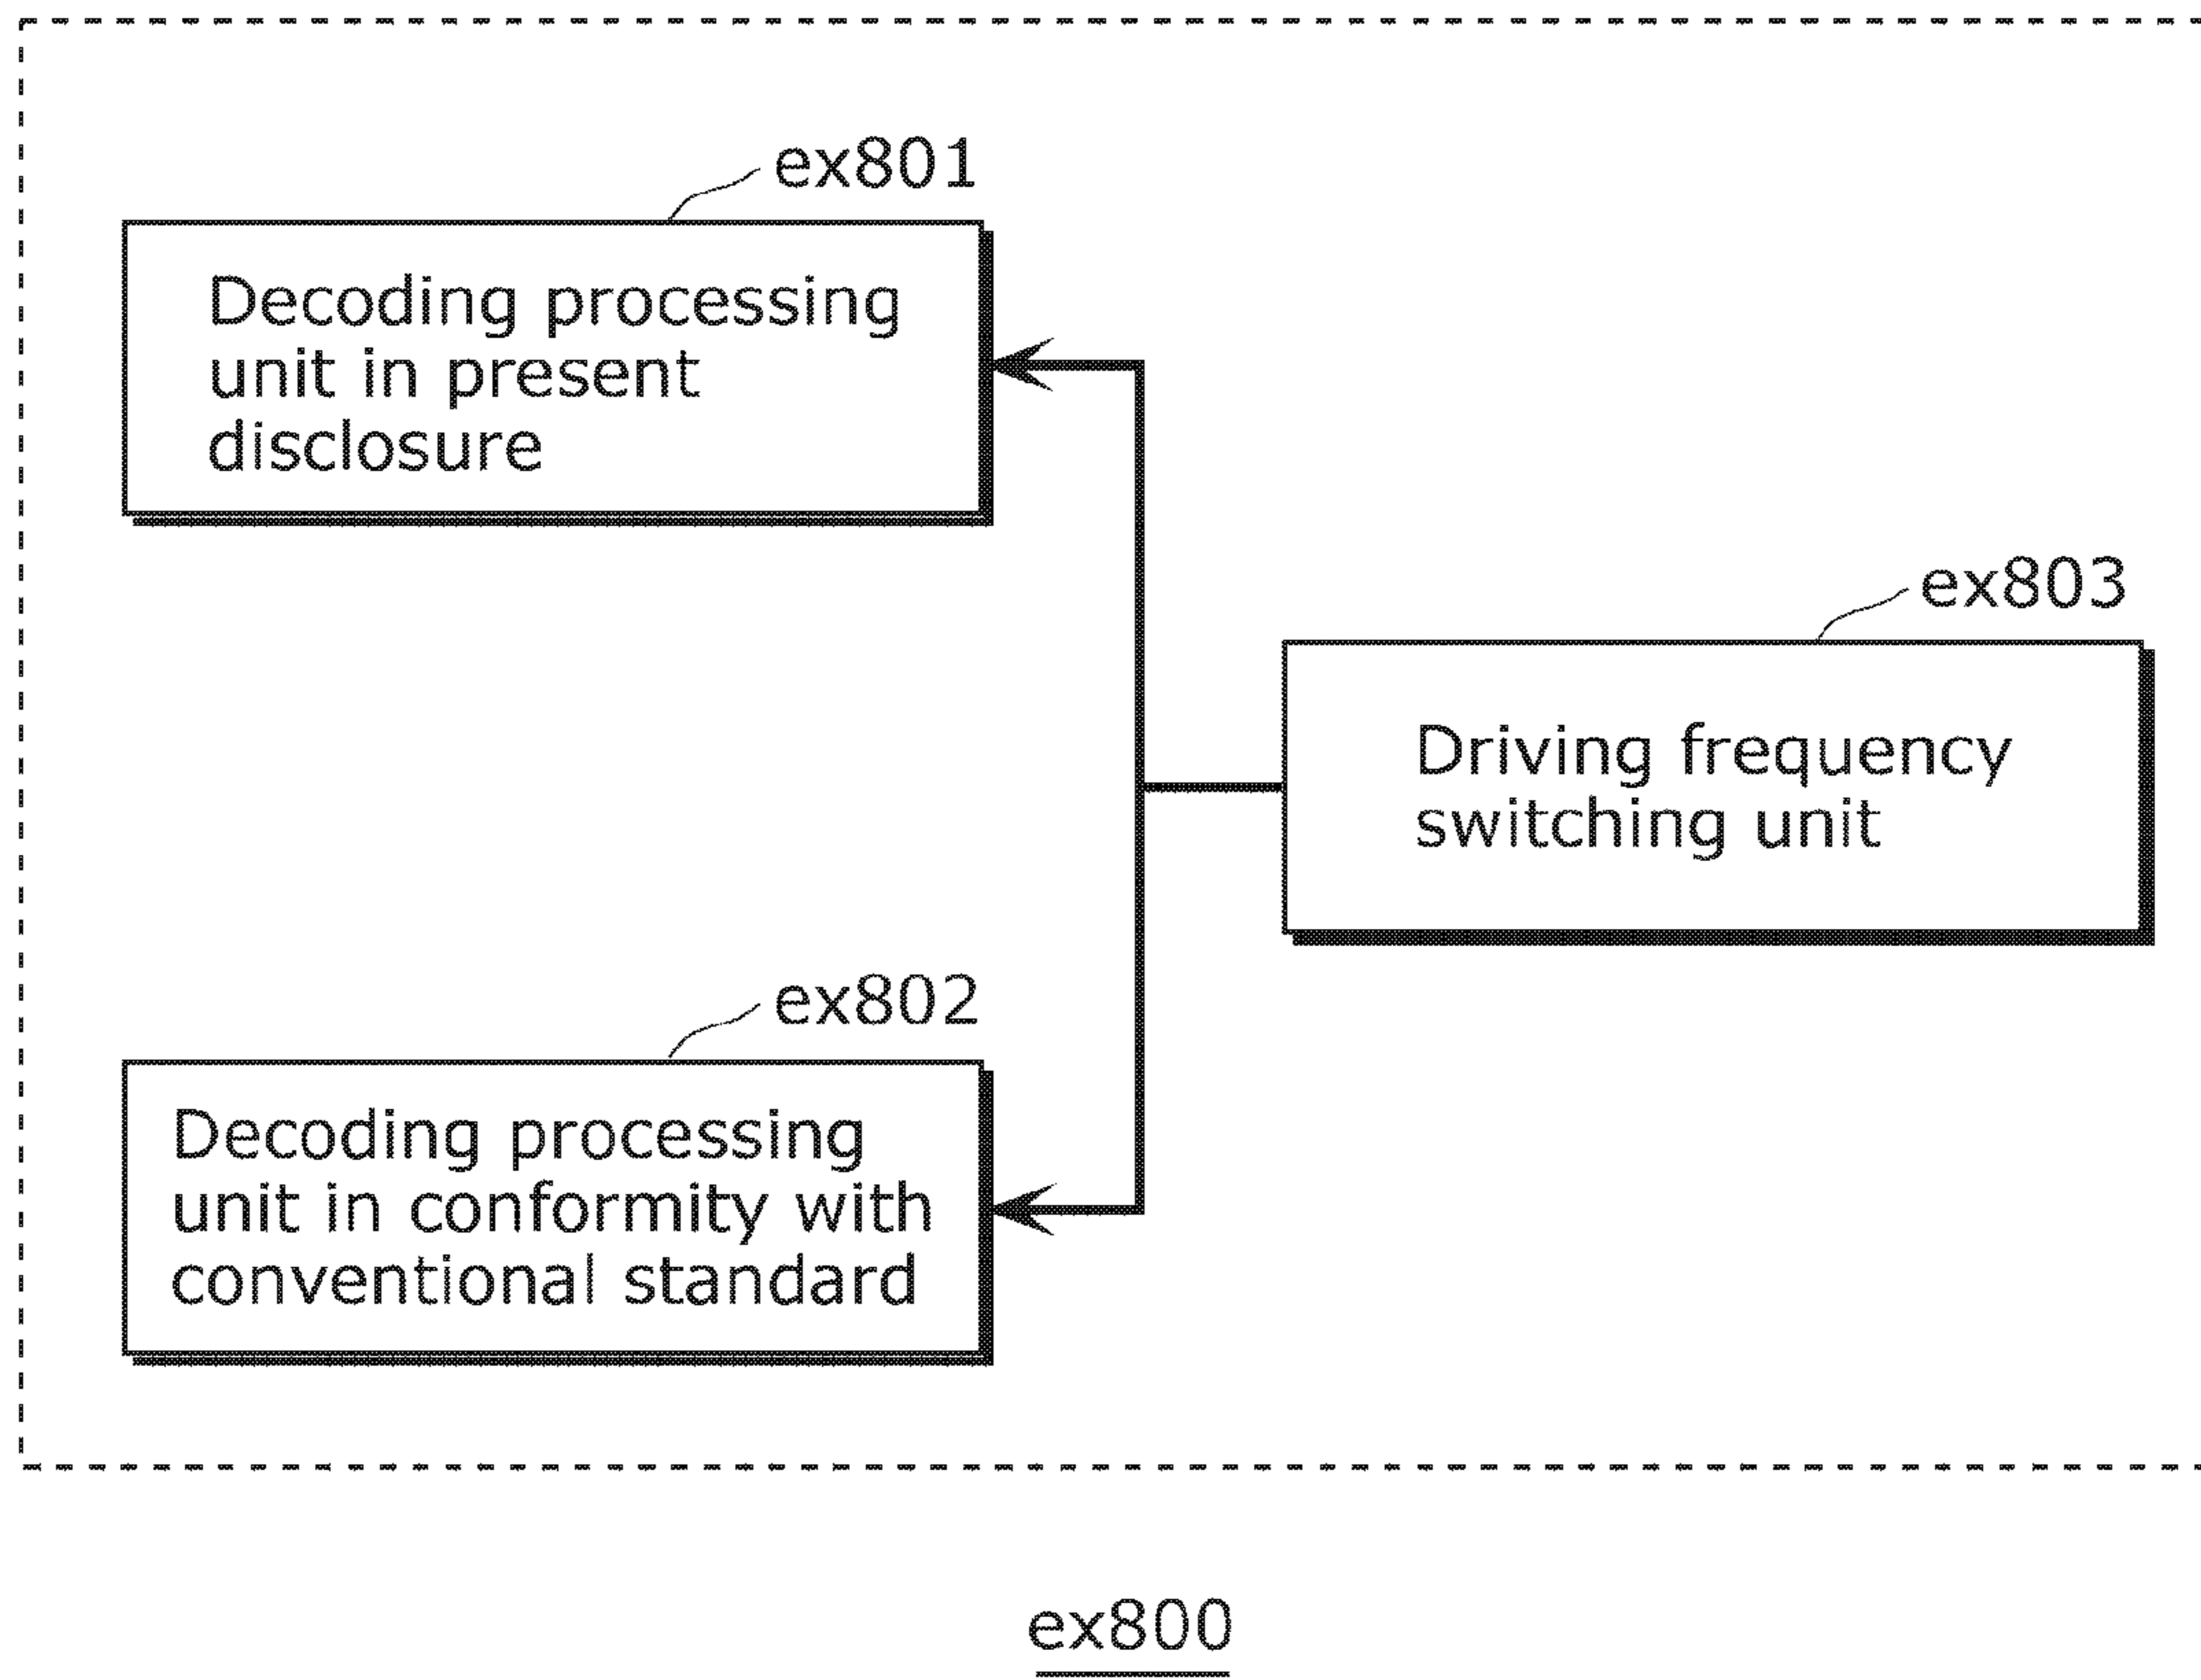 ex801
Decoding processing
unit in present
disclosure
ex803
Driving frequency
switching unit
ex802
Decoding processing
unit in conformity with
conventional standard
ex800